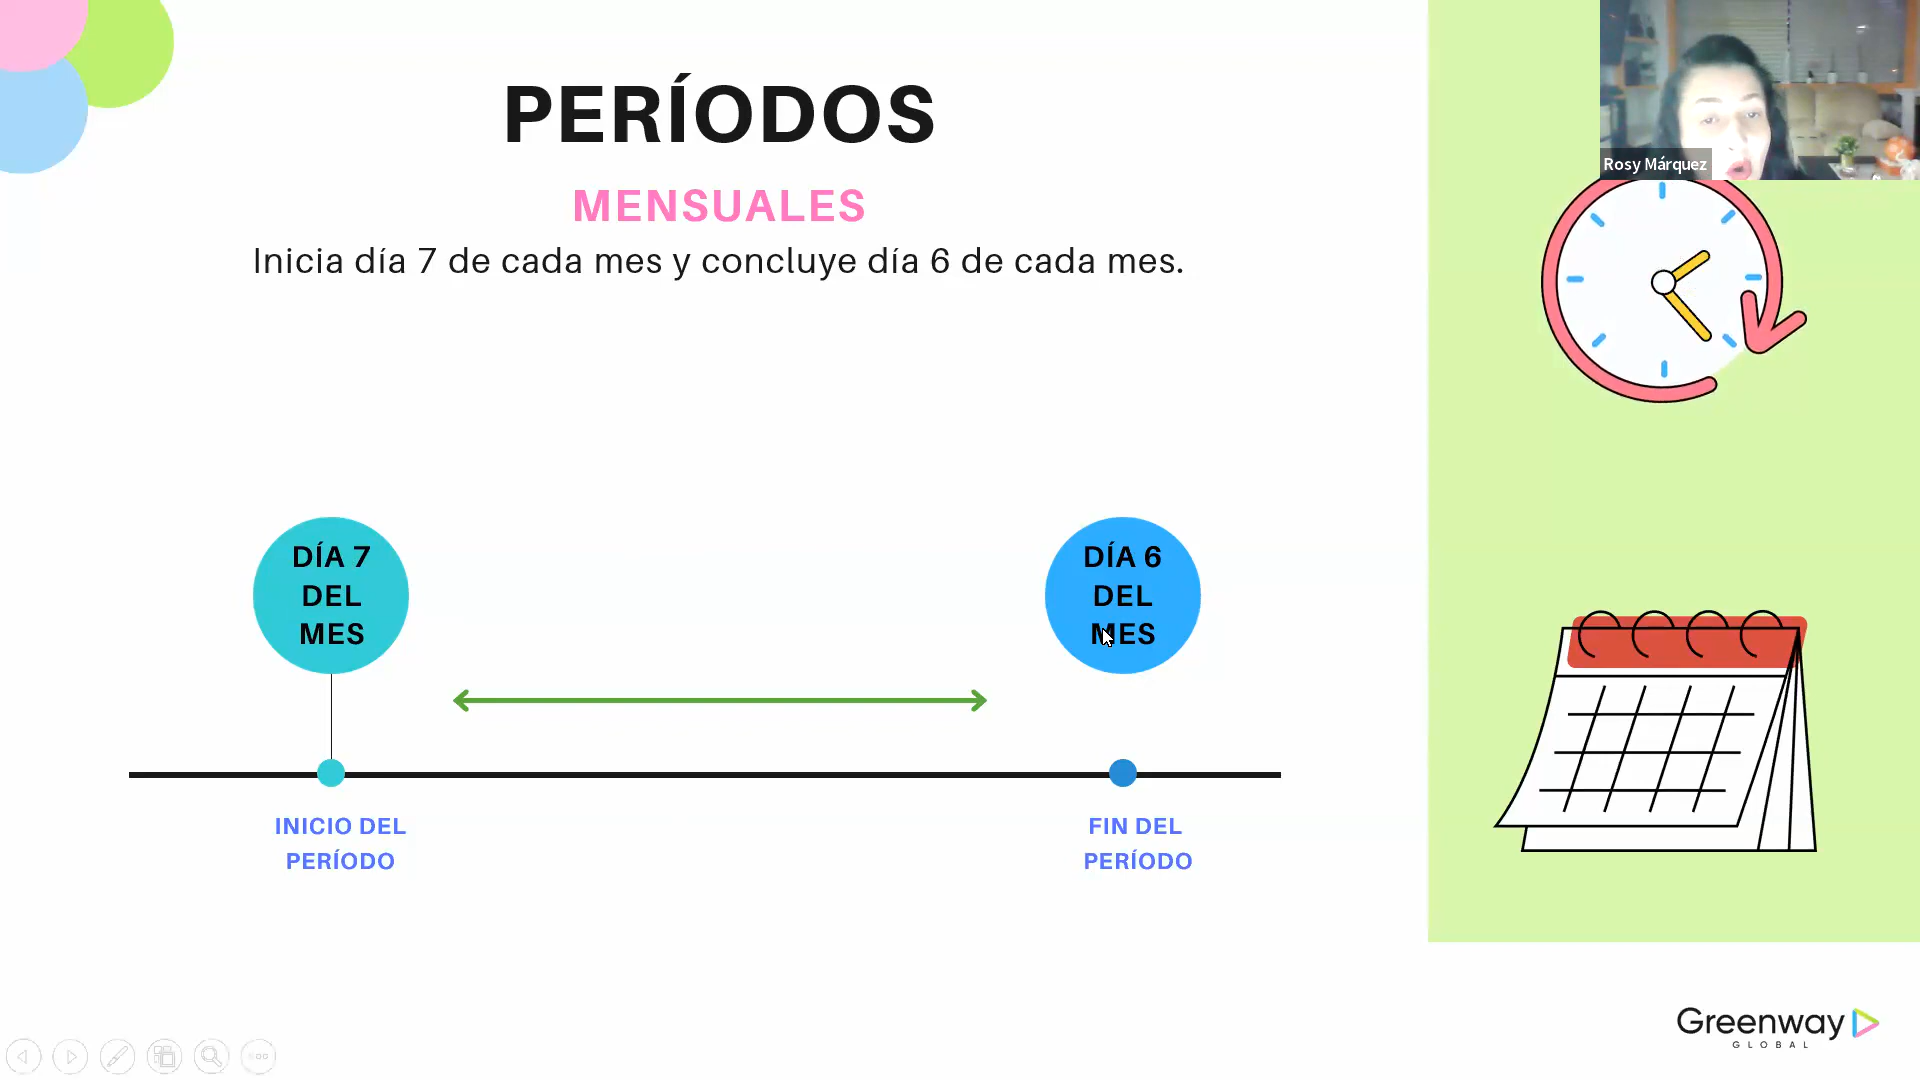 PERÍODOS
MENSUALES
Inicia día 7 de cada mes y concluye día 6 de cada mes.
Rosy Márquez
DÍA 7
DEL
MES
DÍA 6
DEL
MES
INICIO DEL
PERÍODO
FIN DEL
PERÍODO
Greenway
GLOBAL